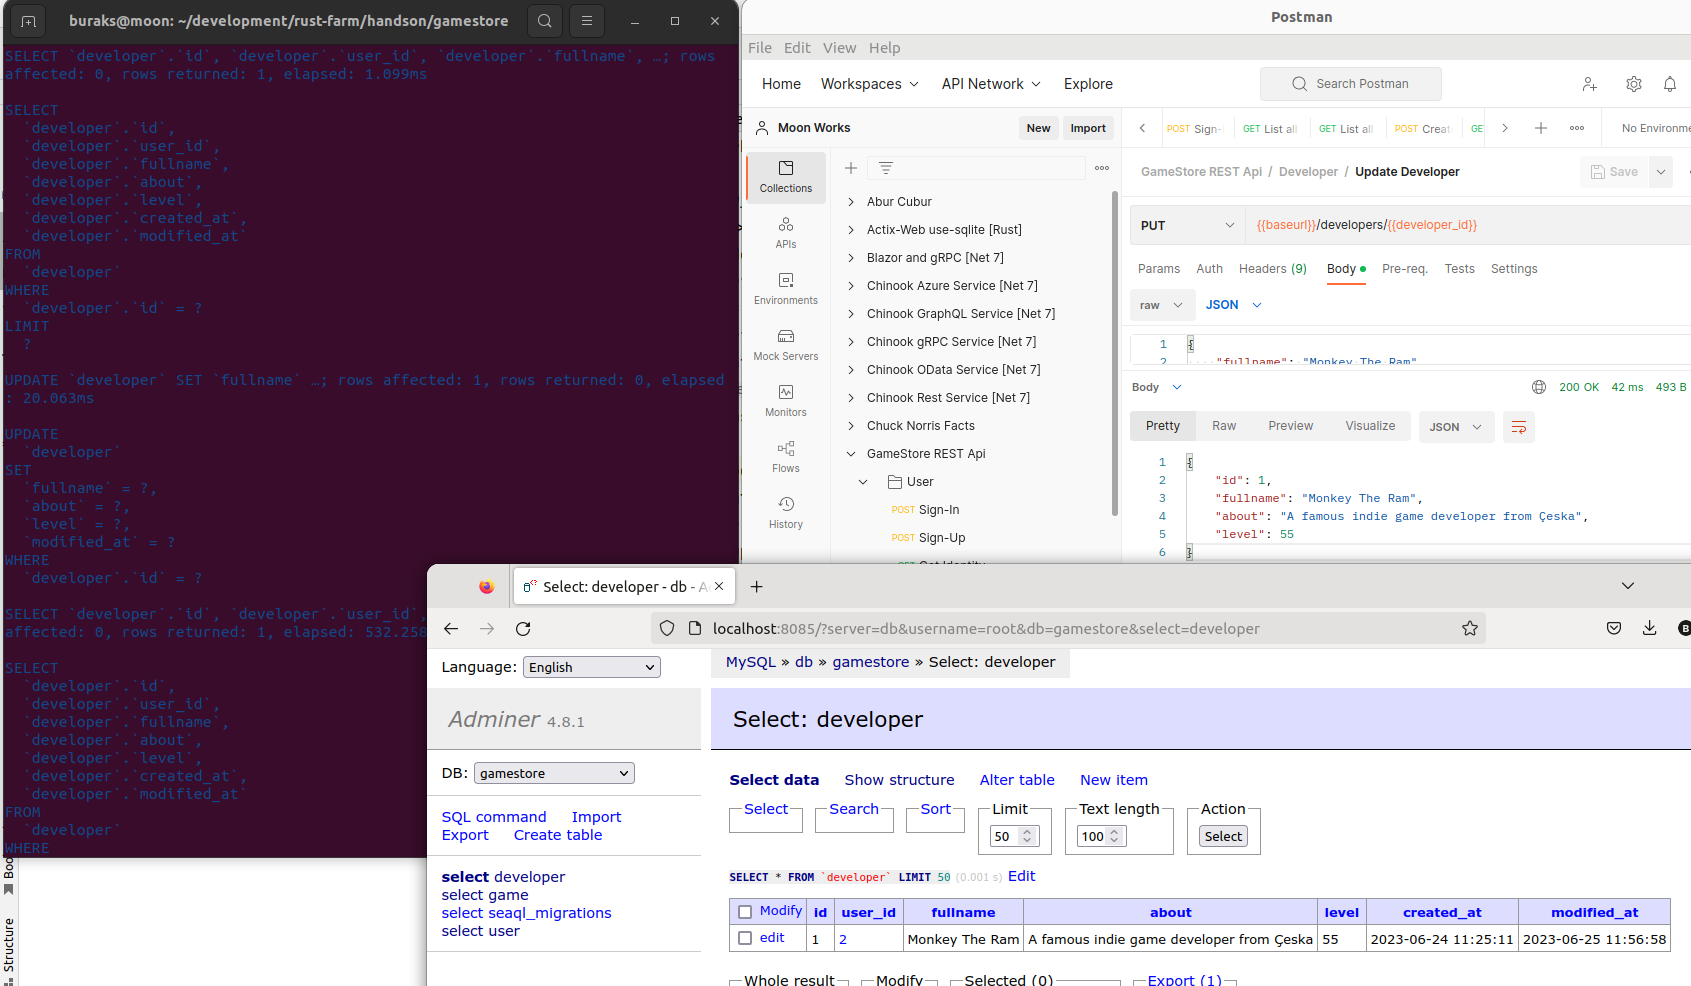 buraks@moon: ~/development/rust-farm/handson/gamestore
SELECT `developer`.`id`, `developer`.`user_id`, `developer`.`fullname`, …; rows
affected: 0, rows returned: 1, elapsed: 1.099ms
SELECT
`developer`.`id`,
`developer`.`user_id`,
`developer`.`fullname`,
`developer`.`about`,
`developer`.`level`,
`developer`.`created_at`,
`developer`.`modified_at`
FROM
`developer`
WHERE
`developer`.`id` = ?
LIMIT
?
UPDATE `developer` SET `fullname` …; rows affected: 1, rows returned: 0, elapsed
: 20.063ms
UPDATE
`developer`
SET
`fullname` = ?,
`about` = ?,
`level` = ?,
`modified_at` = ?
WHERE
`developer`.`id` = ?
SELECT `developer`.`id`, `developer`.`user_id`,
affected: 0, rows returned: 1, elapsed: 532.258
SELECT
`developer`.`id`,
`developer`.`user_id`,
`developer`.`fullname`,
`developer`.`about`,
`developer`.`level`,
`developer`.`created_at`,
`developer`.`modified_at`
FROM
`developer`
WHERE
Structure
Postman
File Edit View Help
Home Workspaces API Network Explore Search Postman
Moon Works New Import
POST Sign- GET List all GET List all POST Creat GE No Environme
Collections
APIs
Environments
Mock Servers
Monitors
Flows
History
Abur Cubur
Actix-Web use-sqlite [Rust]
Blazor and gRPC [Net 7]
Chinook Azure Service [Net 7]
Chinook GraphQL Service [Net 7]
Chinook gRPC Service [Net 7]
Chinook OData Service [Net 7]
Chinook Rest Service [Net 7]
Chuck Norris Facts
GameStore REST Api
User
POST Sign-In
POST Sign-Up
GameStore REST Api / Developer / Update Developer Save
PUT {{baseurl}}/developers/{{developer_id}}
Params Auth Headers (9) Body Pre-req. Tests Settings
raw JSON
1 {
2 "fullname": "Monkey The Ram"
Body 200 OK 42 ms 493 B
Pretty Raw Preview Visualize JSON
1 {
2 "id": 1,
3 "fullname": "Monkey The Ram",
4 "about": "A famous indie game developer from Çeska",
5 "level": 55
6 }
Select: developer - db - A
localhost:8085/?server=db&username=root&db=gamestore&select=developer
Language: English
Adminer 4.8.1
DB: gamestore
SQL command Import
Export Create table
select developer
select game
select seaql_migrations
select user
MySQL » db » gamestore » Select: developer
Select: developer
Select data Show structure Alter table New item
Select Search Sort Limit Text length Action
50 100 Select
SELECT * FROM `developer` LIMIT 50 (0.001 s) Edit
Modify id user_id fullname about level created_at modified_at
edit 1 2 Monkey The Ram A famous indie game developer from Çeska 55 2023-06-24 11:25:11 2023-06-25 11:56:58
Whole result Modify Selected (0) Export (1)